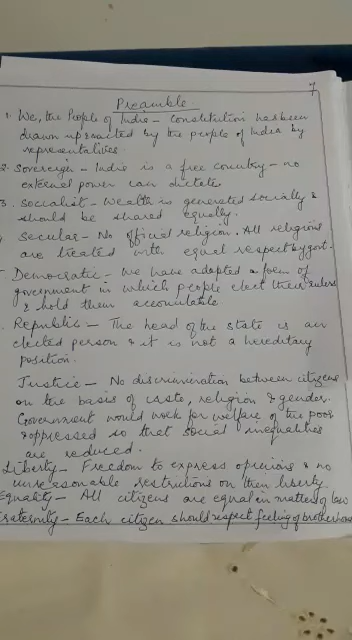 7
Preamble
1. We, the People of India - Constitution has been
drawn up & enacted by the people of India by
representatives.
2. Sovereign - India is a free country - no
external power can dictate
3. Socialist - Wealth is generated socially &
should be shared equally.
Secular - No official religion. All religions
are treated with equal respect by govt.
Democratic - We have adopted a form of
government in which people elect their rulers
& hold them accountable.
Republic - The head of the state is an
elected person & it is not a hereditary
position.
Justice - No discrimination between citizens
on the basis of caste, religion & gender.
Government would work for welfare of the poor
& oppressed so that social inequalities
are reduced.
Liberty - Freedom to express opinions & no
unreasonable restrictions on their liberty.
Equality - All citizens are equal in matters of law
Fraternity - Each citizen should respect feeling of